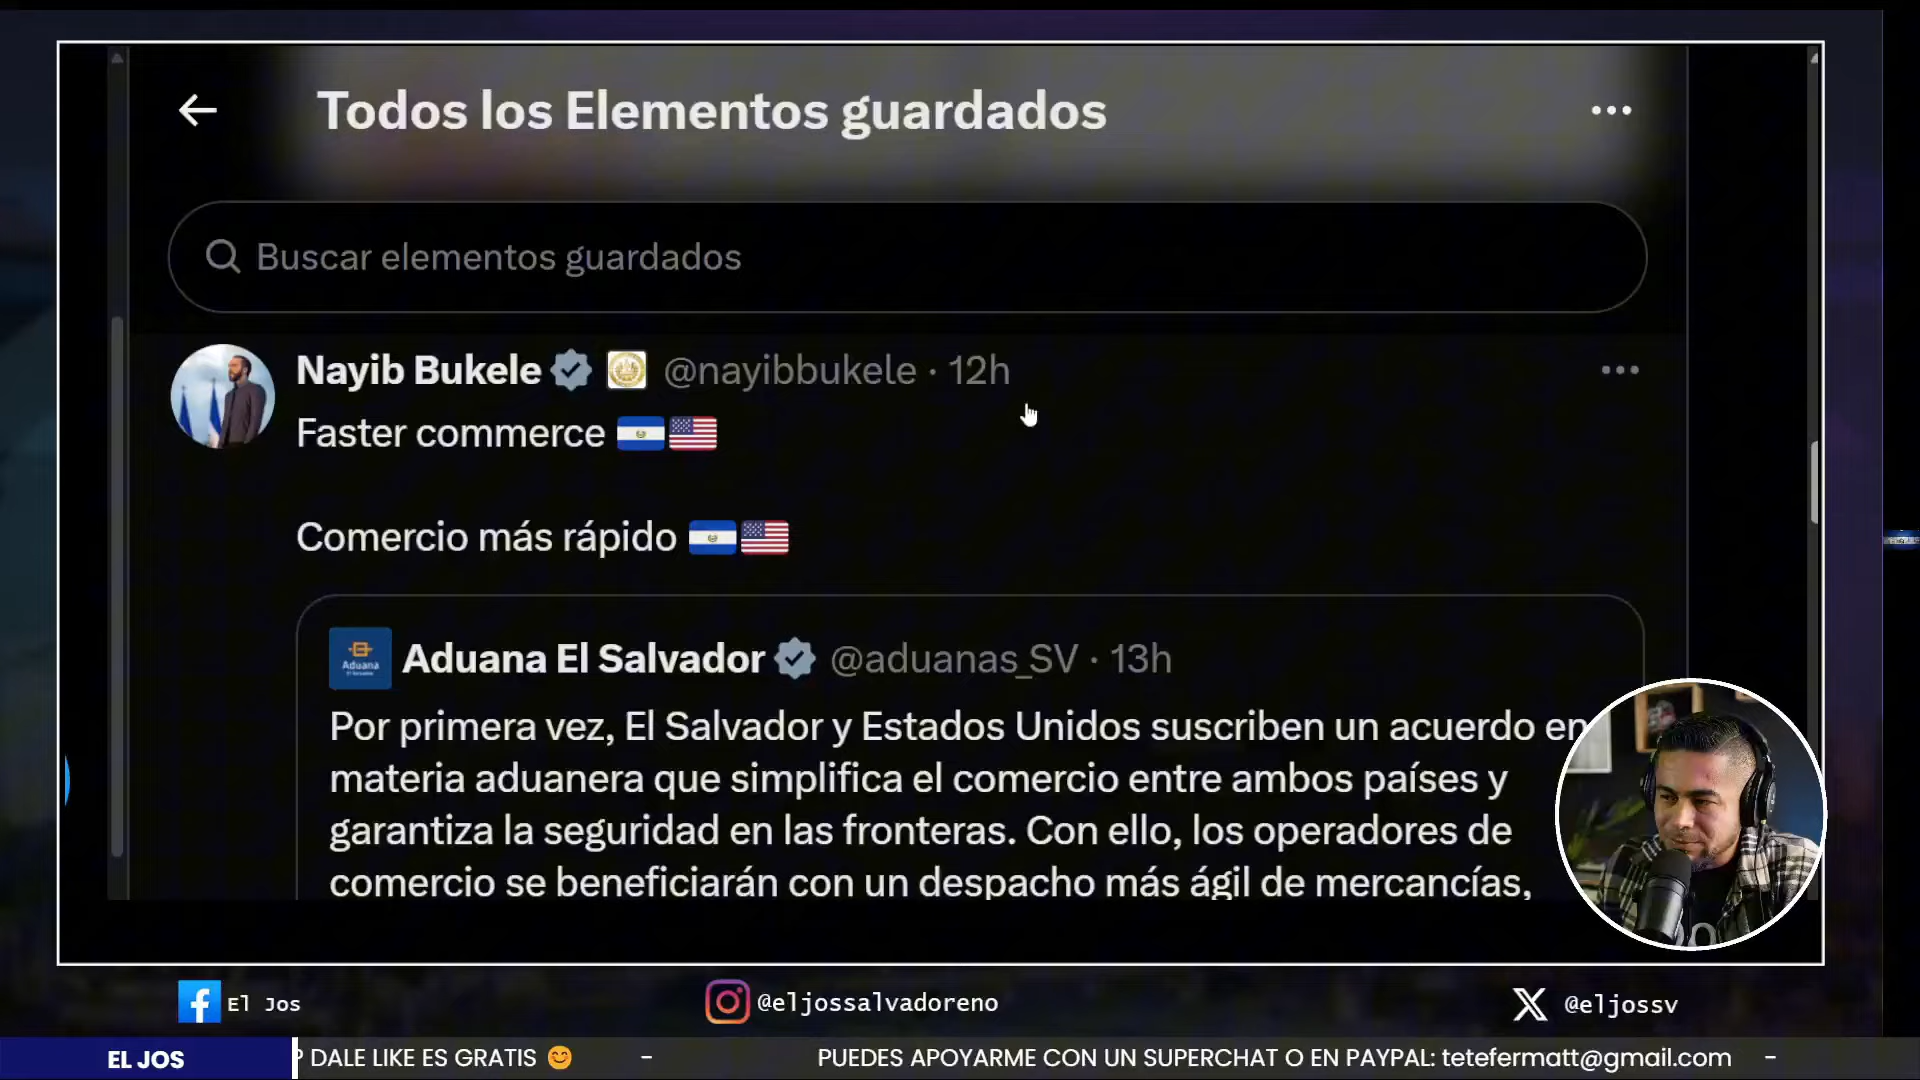 Todos los Elementos guardados
Buscar elementos guardados
Nayib Bukele @nayibbukele · 12h
Faster commerce
Comercio más rápido
Aduana
Aduana El Salvador @aduanas_SV · 13h
Por primera vez, El Salvador y Estados Unidos suscriben un acuerdo en
materia aduanera que simplifica el comercio entre ambos países y
garantiza la seguridad en las fronteras. Con ello, los operadores de
comercio se beneficiarán con un despacho más ágil de mercancías,
El Jos
@eljossalvadoreno
@eljossv
EL JOS
DALE LIKE ES GRATIS 😊 - PUEDES APOYARME CON UN SUPERCHAT O EN PAYPAL: tetefermatt@gmail.com -